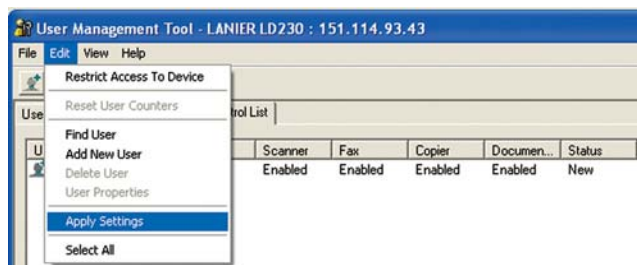 User Management Tool - LANIER LD230 : 151.114.93.43
File Edit View Help
Restrict Access To Device
Reset User Counters
Use trol List
Find User
U Scanner Fax Copier Documen... Status
Add New User
Enabled Enabled Enabled Enabled New
Delete User
User Properties
Apply Settings
Select All